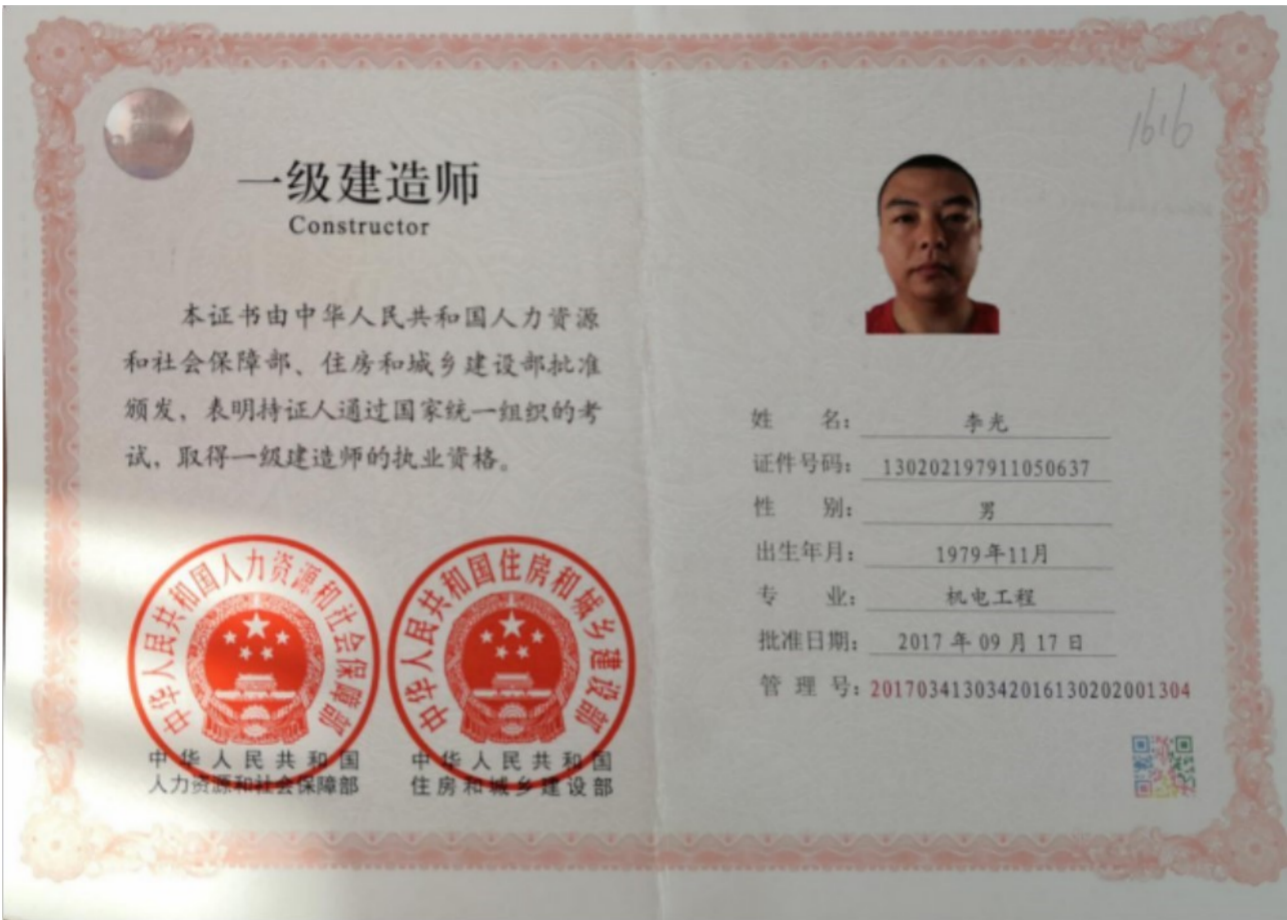 一级建造师
Constructor
本证书由中华人民共和国人力资源
和社会保障部、住房和城乡建设部批准
颁发，表明持证人通过国家统一组织的考
试，取得一级建造师的执业资格。
中华人民共和国人力资源和社会保障部
中华人民共和国住房和城乡建设部
中华人民共和国
人力资源和社会保障部
中华人民共和国
住房和城乡建设部
1616
姓 名：李光
证件号码：130202197911050637
性 别：男
出生年月：1979年11月
专 业：机电工程
批准日期：2017年09月17日
管理号：2017034130342016130202001304